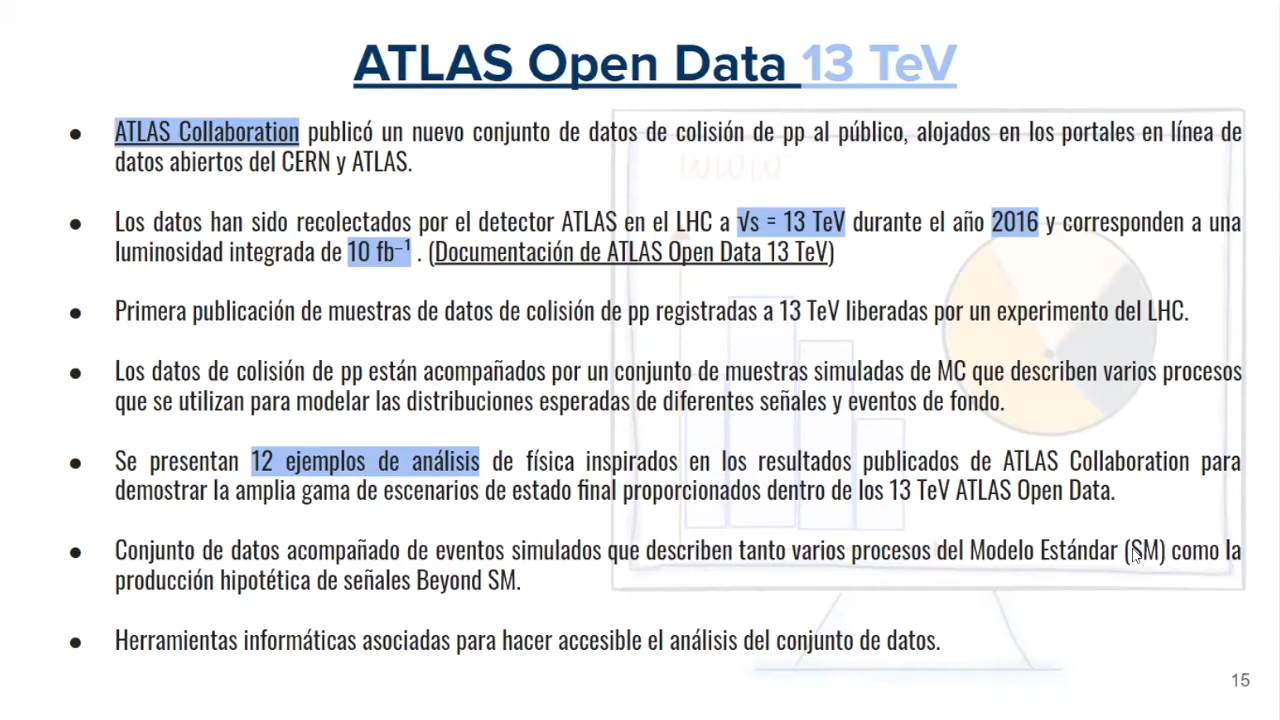 ATLAS Open Data 13 TeV
● ATLAS Collaboration publicó un nuevo conjunto de datos de colisión de pp al público, alojados en los portales en línea de
datos abiertos del CERN y ATLAS.
● Los datos han sido recolectados por el detector ATLAS en el LHC a √s = 13 TeV durante el año 2016 y corresponden a una
luminosidad integrada de 10 fb⁻¹ . (Documentación de ATLAS Open Data 13 TeV)
● Primera publicación de muestras de datos de colisión de pp registradas a 13 TeV liberadas por un experimento del LHC.
● Los datos de colisión de pp están acompañados por un conjunto de muestras simuladas de MC que describen varios procesos
que se utilizan para modelar las distribuciones esperadas de diferentes señales y eventos de fondo.
● Se presentan 12 ejemplos de análisis de física inspirados en los resultados publicados de ATLAS Collaboration para
demostrar la amplia gama de escenarios de estado final proporcionados dentro de los 13 TeV ATLAS Open Data.
● Conjunto de datos acompañado de eventos simulados que describen tanto varios procesos del Modelo Estándar (SM) como la
producción hipotética de señales Beyond SM.
● Herramientas informáticas asociadas para hacer accesible el análisis del conjunto de datos.
15